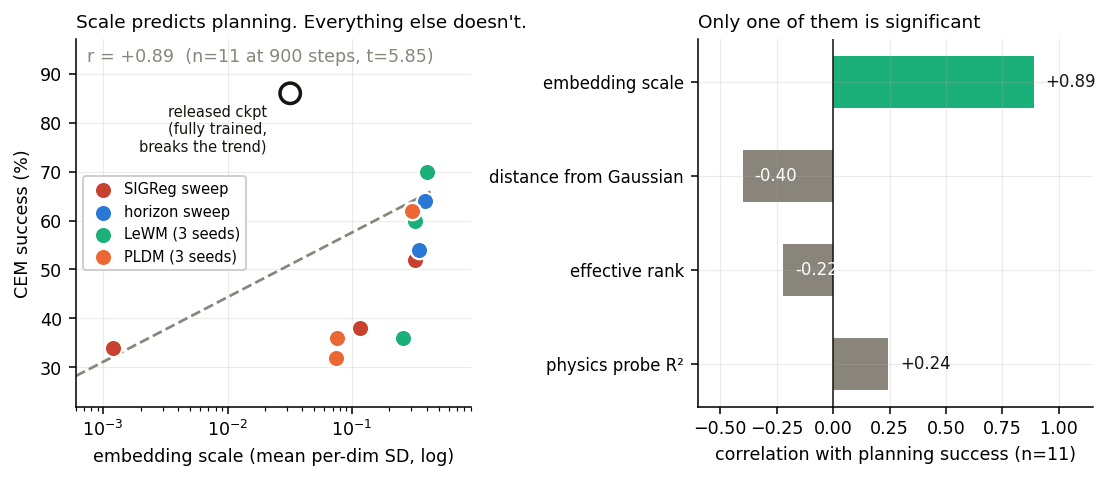 Scale predicts planning. Everything else doesn't.
r = +0.89  (n=11 at 900 steps, t=5.85)
released ckpt
(fully trained,
breaks the trend)
SIGReg sweep
horizon sweep
LeWM (3 seeds)
PLDM (3 seeds)
CEM success (%)
90
80
70
60
50
40
30
10⁻³
10⁻²
10⁻¹
embedding scale (mean per-dim SD, log)
Only one of them is significant
embedding scale
+0.89
distance from Gaussian
-0.40
effective rank
-0.22
physics probe R²
+0.24
−0.50
−0.25
0.00
0.25
0.50
0.75
1.00
correlation with planning success (n=11)